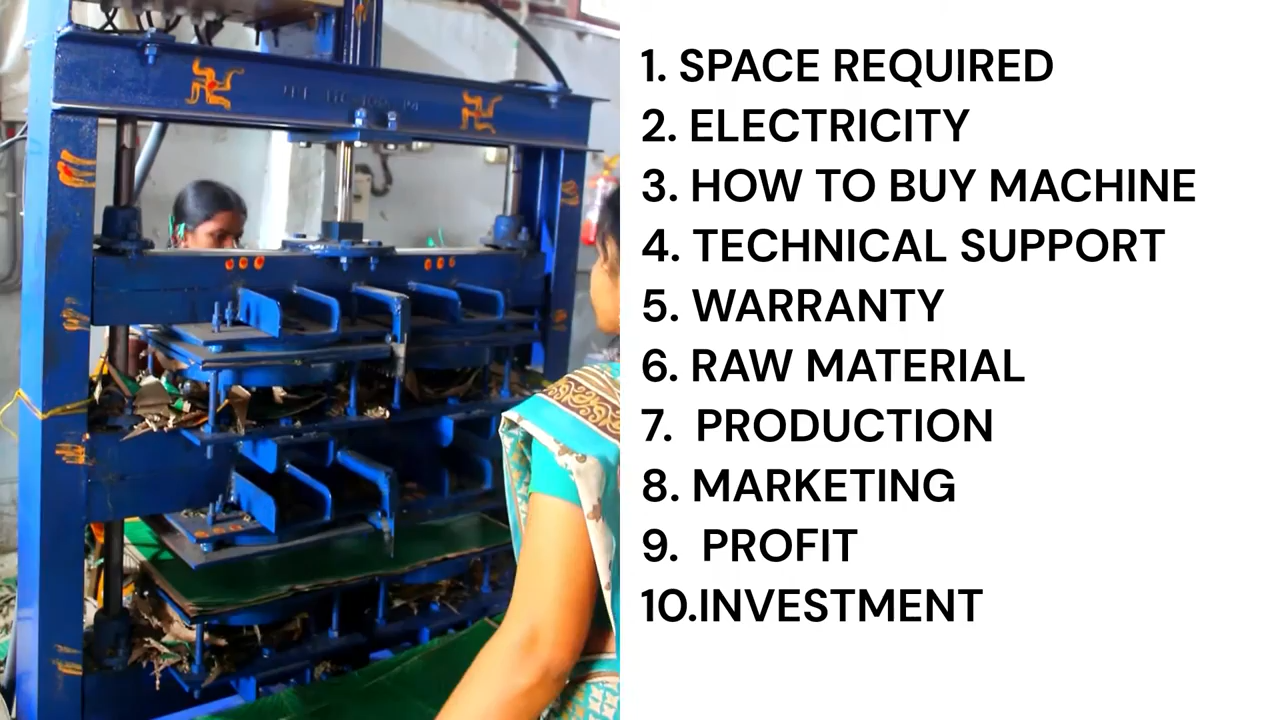 1. SPACE REQUIRED
2. ELECTRICITY
3. HOW TO BUY MACHINE
4. TECHNICAL SUPPORT
5. WARRANTY
6. RAW MATERIAL
7. PRODUCTION
8. MARKETING
9. PROFIT
10.INVESTMENT